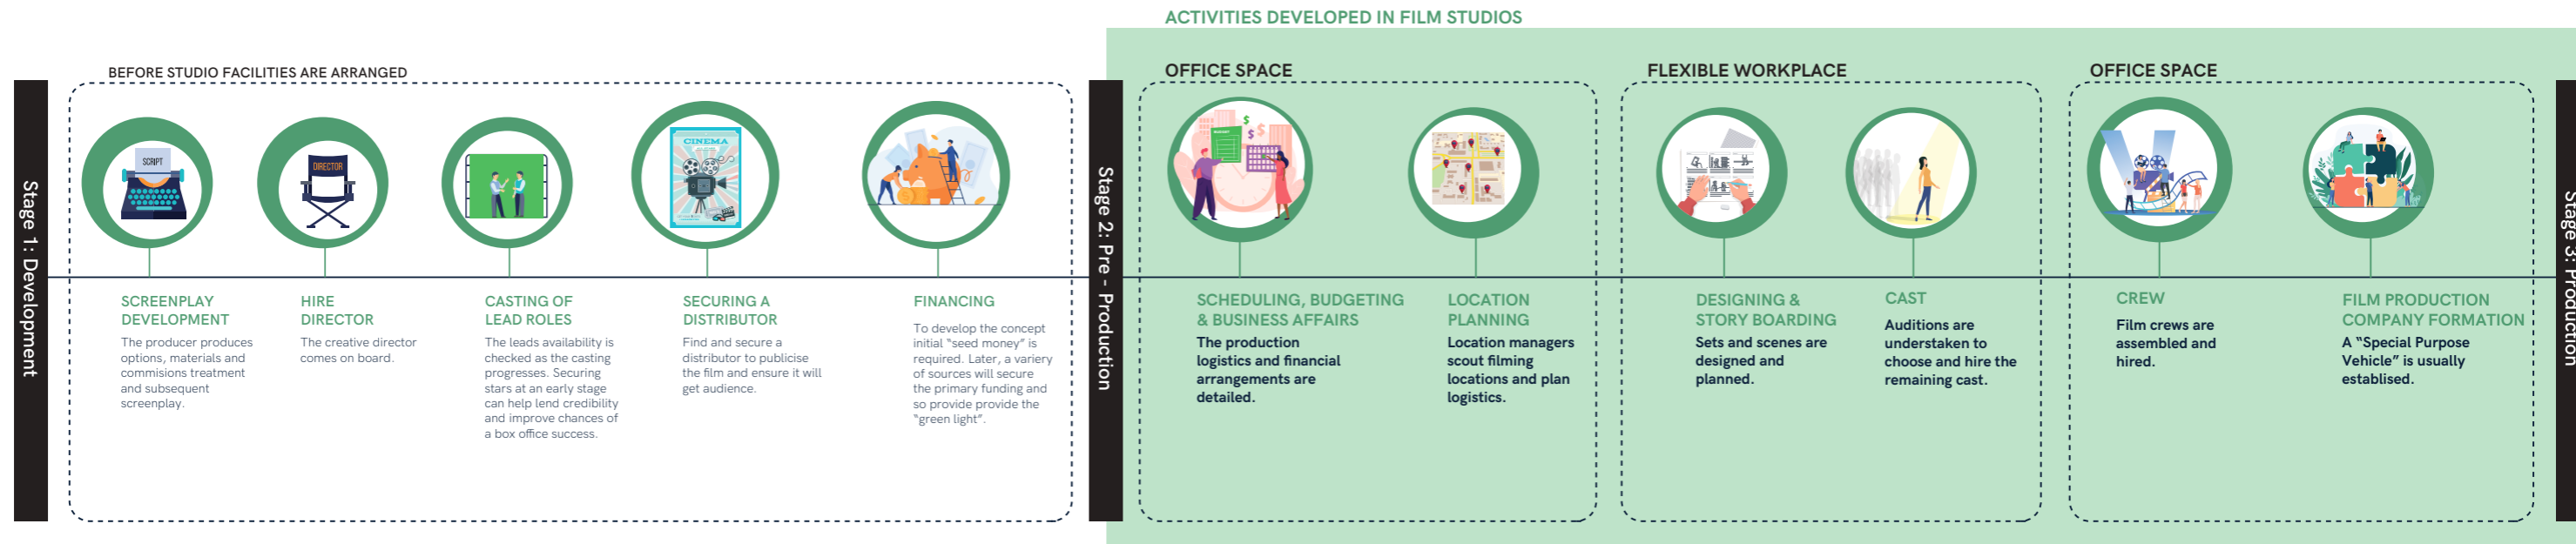 ACTIVITIES DEVELOPED IN FILM STUDIOS
BEFORE STUDIO FACILITIES ARE ARRANGED
OFFICE SPACE
FLEXIBLE WORKPLACE
OFFICE SPACE
Stage 1: Development
SCRIPT
DIRECTOR
CINEMA
SCREENPLAY
DEVELOPMENT
The producer produces
options, materials and
commisions treatment
and subsequent
screenplay.
HIRE
DIRECTOR
The creative director
comes on board.
CASTING OF
LEAD ROLES
The leads availability is
checked as the casting
progresses. Securing
stars at an early stage
can help lend credibility
and improve chances of
a box office success.
SECURING A
DISTRIBUTOR
Find and secure a
distributor to publicise
the film and ensure it will
get audience.
FINANCING
To develop the concept
initial “seed money” is
required. Later, a variery
of sources will secure
the primary funding and
so provide provide the
“green light”.
Stage 2: Pre - Production
SCHEDULING, BUDGETING
& BUSINESS AFFAIRS
The production
logistics and financial
arrangements are
detailed.
LOCATION
PLANNING
Location managers
scout filming
locations and plan
logistics.
DESIGNING &
STORY BOARDING
Sets and scenes are
designed and
planned.
CAST
Auditions are
understaken to
choose and hire the
remaining cast.
CREW
Film crews are
assembled and
hired.
FILM PRODUCTION
COMPANY FORMATION
A “Special Purpose
Vehicle” is usually
establised.
Stage 3: Production